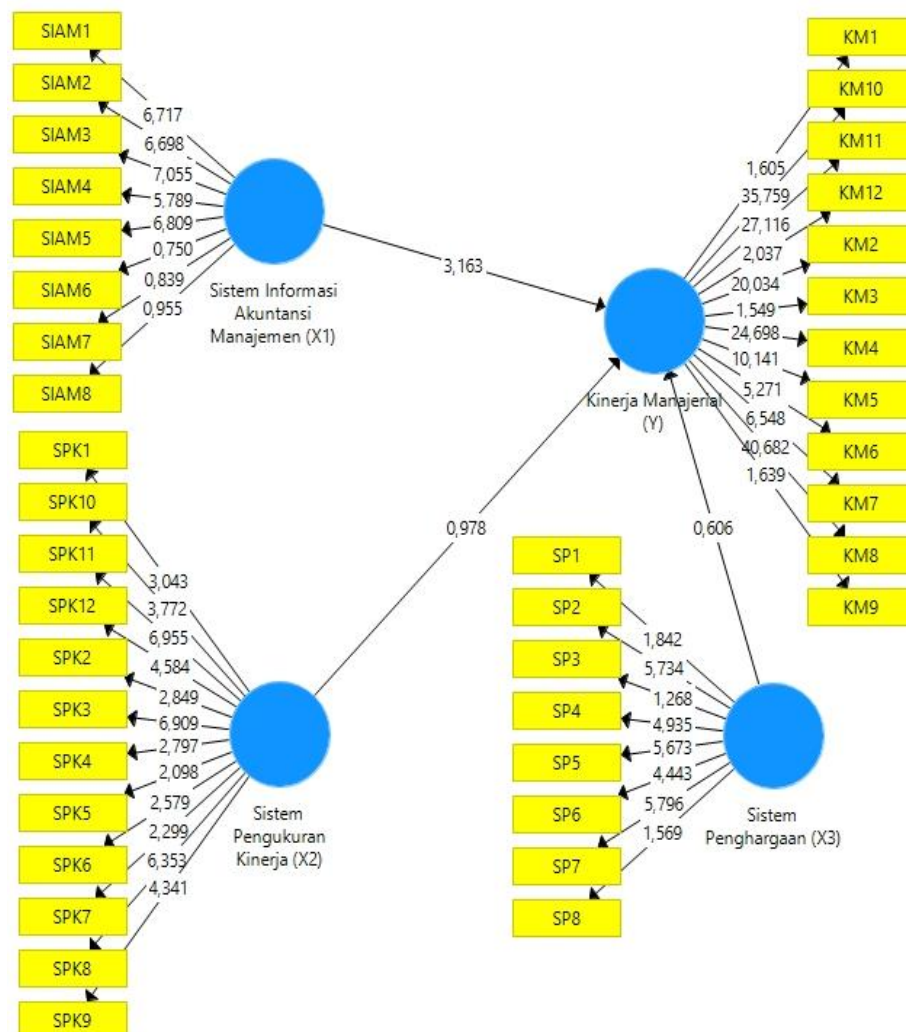 SIAM1
SIAM2
SIAM3
SIAM4
SIAM5
SIAM6
SIAM7
SIAM8
6,717
6,698
7,055
5,789
6,809
0,750
0,839
0,955
Sistem Informasi
Akuntansi
Manajemen (X1)
3,163
KM1
KM10
KM11
KM12
KM2
KM3
KM4
KM5
KM6
KM7
KM8
KM9
1,605
35,759
27,116
2,037
20,034
1,549
24,698
10,141
5,271
6,548
40,682
1,639
Kinerja Manajerial
(Y)
SPK1
SPK10
SPK11
SPK12
SPK2
SPK3
SPK4
SPK5
SPK6
SPK7
SPK8
SPK9
3,043
3,772
6,955
4,584
2,849
6,909
2,797
2,098
2,579
2,299
6,353
4,341
Sistem
Pengukuran
Kinerja (X2)
0,978
0,606
SP1
SP2
SP3
SP4
SP5
SP6
SP7
SP8
1,842
5,734
1,268
4,935
5,673
4,443
5,796
1,569
Sistem
Penghargaan (X3)